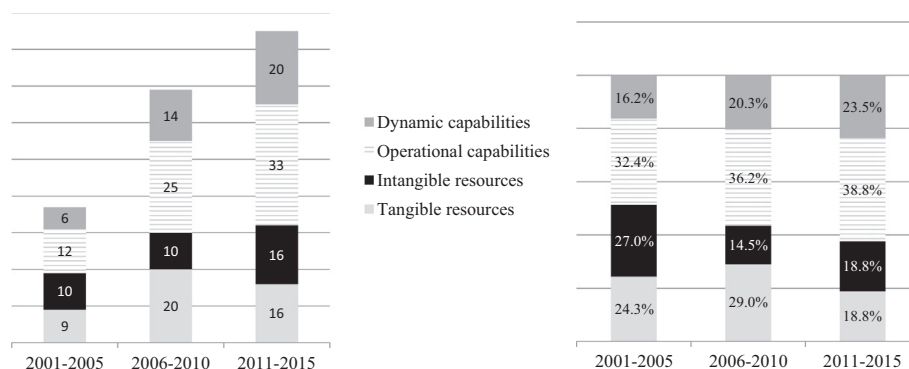 20
14
33
25
6
12
10
16
10
20
16
9
2001-2005 2006-2010 2011-2015
Dynamic capabilities
Operational capabilities
Intangible resources
Tangible resources
16.2% 20.3% 23.5%
32.4% 36.2% 38.8%
27.0% 14.5% 18.8%
24.3% 29.0% 18.8%
2001-2005 2006-2010 2011-2015